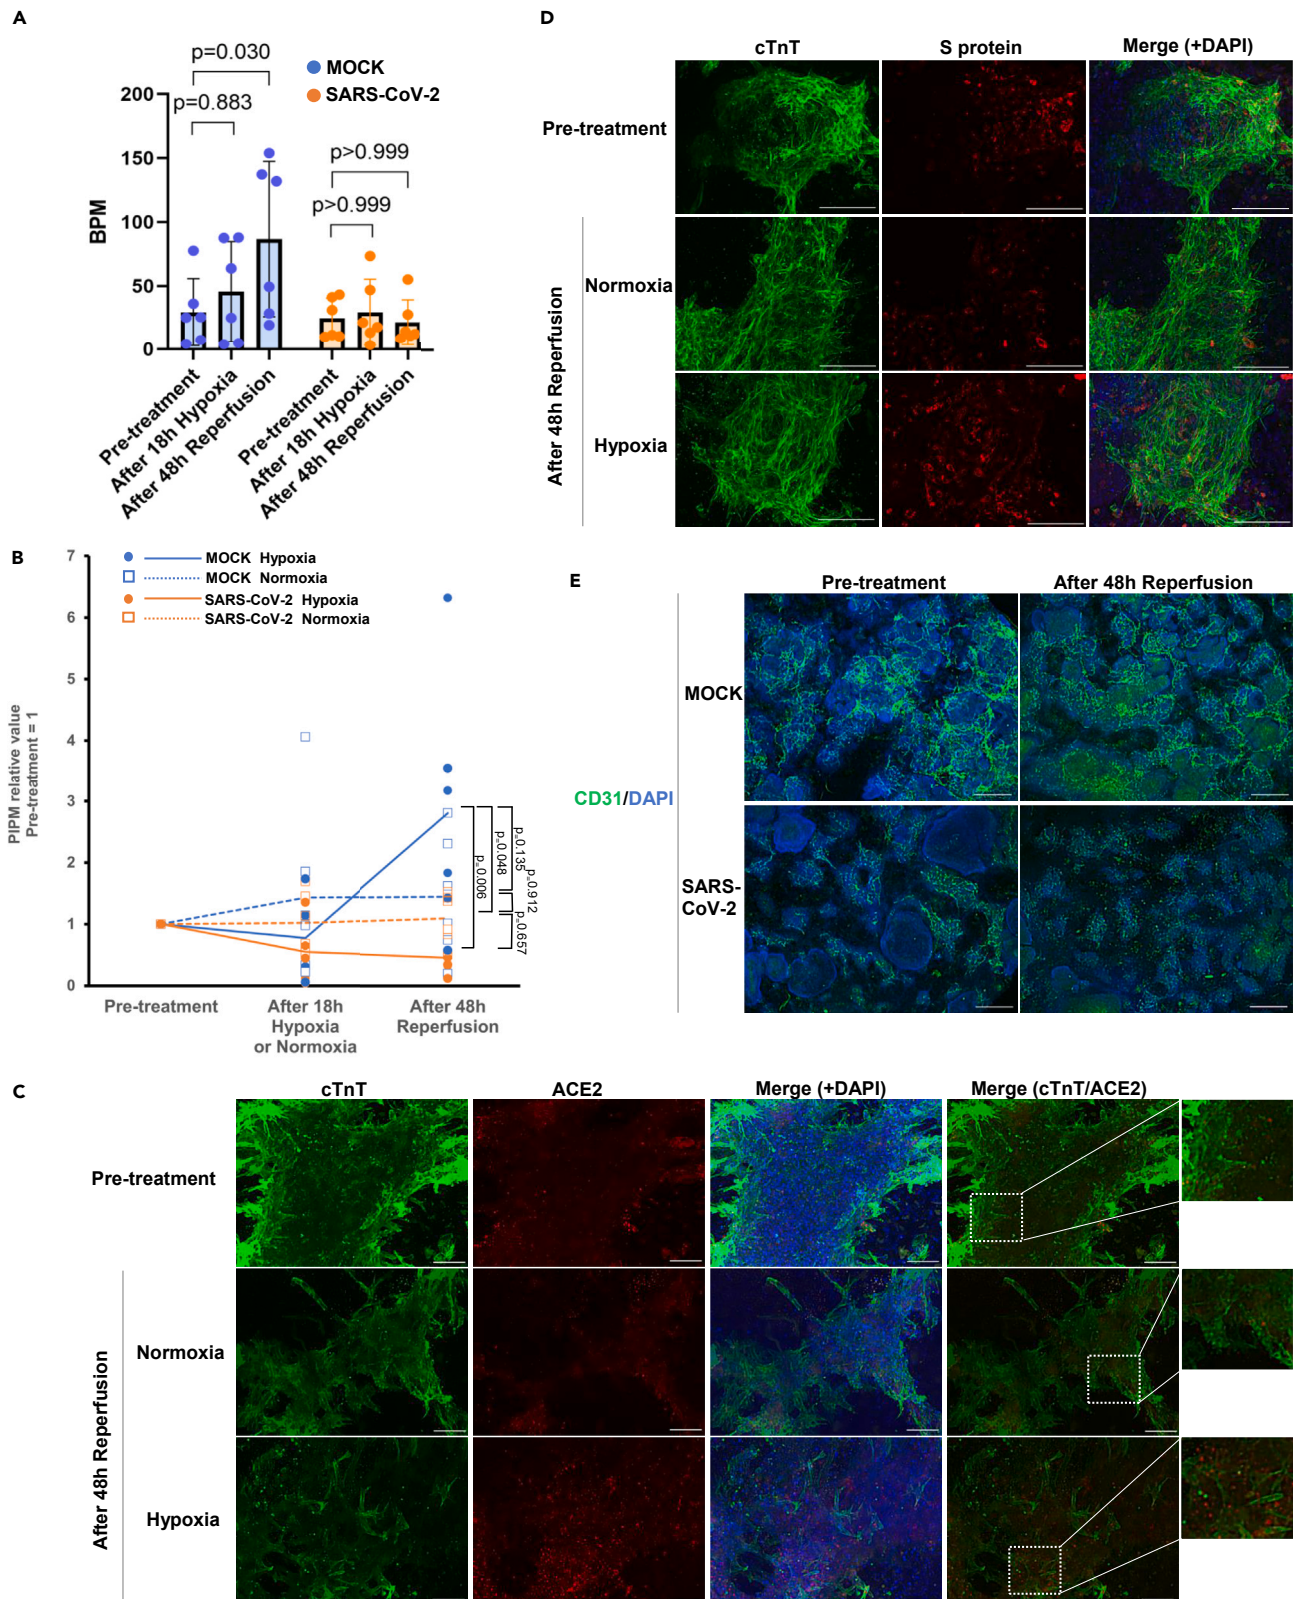 A
p=0.030
p=0.883
MOCK
SARS-CoV-2
p>0.999
p>0.999
BPM
200
150
100
50
0
Pre-treatment
After 18h Hypoxia
After 48h Reperfusion
Pre-treatment
After 18h Hypoxia
After 48h Reperfusion
B
MOCK Hypoxia
MOCK Normoxia
SARS-CoV-2 Hypoxia
SARS-CoV-2 Normoxia
PIPM relative value
Pre-treatment = 1
7
6
5
4
3
2
1
0
p=0.006
p=0.048
p=0.135
p=0.912
p=0.657
Pre-treatment
After 18h
Hypoxia
or Normoxia
After 48h
Reperfusion
C
cTnT
ACE2
Merge (+DAPI)
Merge (cTnT/ACE2)
Pre-treatment
After 48h Reperfusion
Normoxia
Hypoxia
D
cTnT
S protein
Merge (+DAPI)
Pre-treatment
After 48h Reperfusion
Normoxia
Hypoxia
E
Pre-treatment
After 48h Reperfusion
MOCK
CD31/DAPI
SARS-
CoV-2